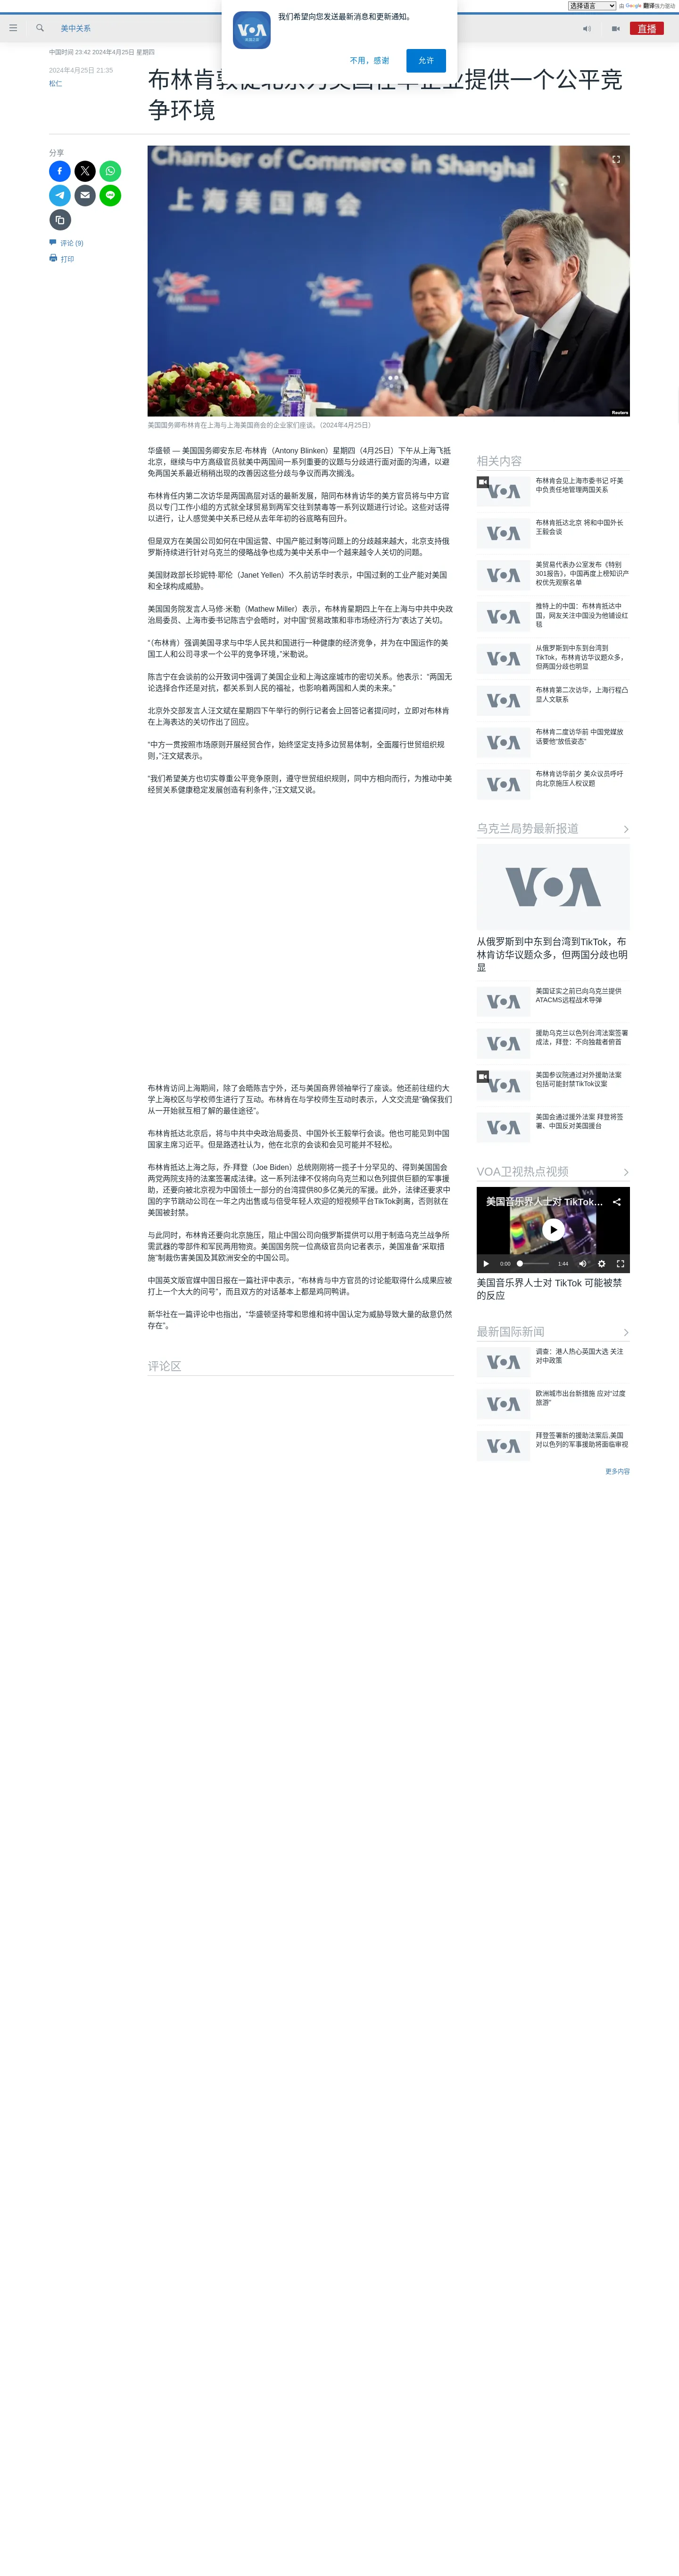 选择语言
由 Google 翻译强力驱动
我们希望向您发送最新消息和更新通知。
不用，感谢
允许
美中关系
直播
中国时间 23:42 2024年4月25日 星期四
2024年4月25日 21:35
松仁
争环境
分享
评论 (9)
打印
Chamber of Commerce in Shanghai
上海美国商会
上海美
Reuters
美国国务卿布林肯在上海与上海美国商会的企业家们座谈。（2024年4月25日）
华盛顿 — 美国国务卿安东尼·布林肯（Antony Blinken）星期四（4月25日）下午从上海飞抵
北京，继续与中方高级官员就美中两国间一系列重要的议题与分歧进行面对面的沟通，以避
免两国关系最近稍稍出现的改善因这些分歧与争议而再次搁浅。
布林肯任内第二次访华是两国高层对话的最新发展，陪同布林肯访华的美方官员将与中方官
员以专门工作小组的方式就全球贸易到两军交往到禁毒等一系列议题进行讨论。这些对话得
以进行，让人感觉美中关系已经从去年年初的谷底略有回升。
但是双方在美国公司如何在中国运营、中国产能过剩等问题上的分歧越来越大，北京支持俄
罗斯持续进行针对乌克兰的侵略战争也成为美中关系中一个越来越令人关切的问题。
美国财政部长珍妮特·耶伦（Janet Yellen）不久前访华时表示，中国过剩的工业产能对美国
和全球构成威胁。
美国国务院发言人马修·米勒（Mathew Miller）表示，布林肯星期四上午在上海与中共中央政
治局委员、上海市委书记陈吉宁会晤时，对中国“贸易政策和非市场经济行为”表达了关切。
“（布林肯）强调美国寻求与中华人民共和国进行一种健康的经济竞争，并为在中国运作的美
国工人和公司寻求一个公平的竞争环境，”米勒说。
陈吉宁在会谈前的公开致词中强调了美国企业和上海这座城市的密切关系。他表示：“两国无
论选择合作还是对抗，都关系到人民的福祉，也影响着两国和人类的未来。”
北京外交部发言人汪文斌在星期四下午举行的例行记者会上回答记者提问时，立即对布林肯
在上海表达的关切作出了回应。
“中方一贯按照市场原则开展经贸合作，始终坚定支持多边贸易体制，全面履行世贸组织规
则，”汪文斌表示。
“我们希望美方也切实尊重公平竞争原则，遵守世贸组织规则，同中方相向而行，为推动中美
经贸关系健康稳定发展创造有利条件，”汪文斌又说。
布林肯访问上海期间，除了会晤陈吉宁外，还与美国商界领袖举行了座谈。他还前往纽约大
学上海校区与学校师生进行了互动。布林肯在与学校师生互动时表示，人文交流是“确保我们
从一开始就互相了解的最佳途径”。
布林肯抵达北京后，将与中共中央政治局委员、中国外长王毅举行会谈。他也可能见到中国
国家主席习近平。但是路透社认为，他在北京的会谈和会见可能并不轻松。
布林肯抵达上海之际，乔·拜登（Joe Biden）总统刚刚将一揽子十分罕见的、得到美国国会
两党两院支持的法案签署成法律。这一系列法律不仅将向乌克兰和以色列提供巨额的军事援
助，还要向被北京视为中国领土一部分的台湾提供80多亿美元的军援。此外，法律还要求中
国的字节跳动公司在一年之内出售或与倍受年轻人欢迎的短视频平台TikTok剥离，否则就在
美国被封禁。
与此同时，布林肯还要向北京施压，阻止中国公司向俄罗斯提供可以用于制造乌克兰战争所
需武器的零部件和军民两用物资。美国国务院一位高级官员向记者表示，美国准备“采取措
施”制裁伤害美国及其欧洲安全的中国公司。
中国英文版官媒中国日报在一篇社评中表示，“布林肯与中方官员的讨论能取得什么成果应被
打上一个大大的问号”，而且双方的对话基本上都是鸡同鸭讲。
新华社在一篇评论中也指出，“华盛顿坚持零和思维和将中国认定为威胁导致大量的敌意仍然
存在”。
评论区
相关内容
布林肯会见上海市委书记 吁美
中负责任地管理两国关系
布林肯抵达北京 将和中国外长
王毅会谈
美贸易代表办公室发布《特别
301报告》，中国再度上榜知识产
权优先观察名单
推特上的中国：布林肯抵达中
国，网友关注中国没为他铺设红
毯
从俄罗斯到中东到台湾到
TikTok，布林肯访华议题众多，
但两国分歧也明显
布林肯第二次访华，上海行程凸
显人文联系
布林肯二度访华前 中国党媒放
话要他“放低姿态”
布林肯访华前夕 美众议员呼吁
向北京施压人权议题
乌克兰局势最新报道
VOA
从俄罗斯到中东到台湾到TikTok，布
林肯访华议题众多，但两国分歧也明
显
美国证实之前已向乌克兰提供
ATACMS远程战术导弹
援助乌克兰以色列台湾法案签署
成法，拜登：不向独裁者俯首
美国参议院通过对外援助法案
包括可能封禁TikTok议案
美国会通过援外法案 拜登将签
署、中国反对美国援台
VOA卫视热点视频
美国音乐界人士对 TikTok…
0:00
1:44
美国音乐界人士对 TikTok 可能被禁
的反应
最新国际新闻
调查：港人热心英国大选 关注
对中政策
欧洲城市出台新措施 应对“过度
旅游”
拜登签署新的援助法案后,美国
对以色列的军事援助将面临审视
更多内容